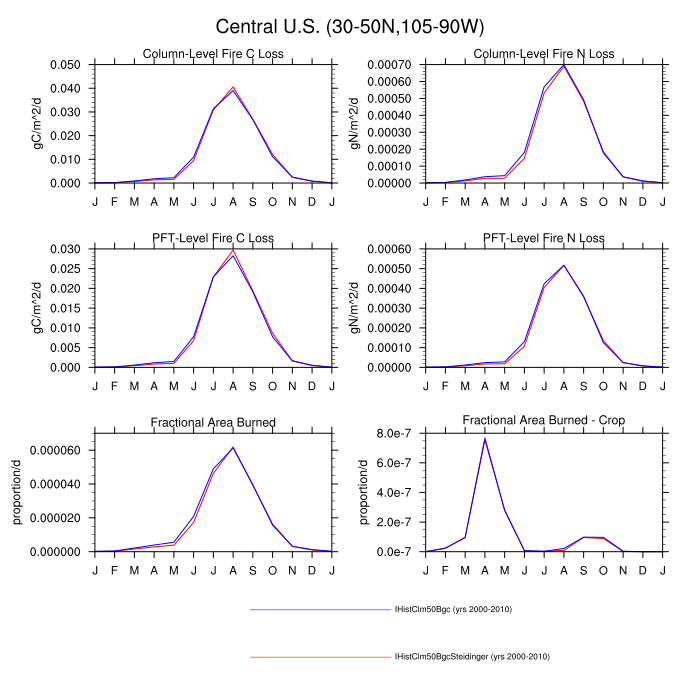 Central U.S. (30-50N,105-90W)
Column-Level Fire C Loss
gC/m^2/d
0.050
0.040
0.030
0.020
0.010
0.000
J F M A M J J A S O N D J
Column-Level Fire N Loss
gN/m^2/d
0.00070
0.00060
0.00050
0.00040
0.00030
0.00020
0.00010
0.00000
J F M A M J J A S O N D J
PFT-Level Fire C Loss
gC/m^2/d
0.030
0.025
0.020
0.015
0.010
0.005
0.000
J F M A M J J A S O N D J
PFT-Level Fire N Loss
gN/m^2/d
0.00060
0.00050
0.00040
0.00030
0.00020
0.00010
0.00000
J F M A M J J A S O N D J
Fractional Area Burned
proportion/d
0.000060
0.000040
0.000020
0.000000
J F M A M J J A S O N D J
Fractional Area Burned - Crop
proportion/d
8.0e-7
6.0e-7
4.0e-7
2.0e-7
0.0e-7
J F M A M J J A S O N D J
IHistClm50Bgc (yrs 2000-2010)
IHistClm50BgcSteidinger (yrs 2000-2010)